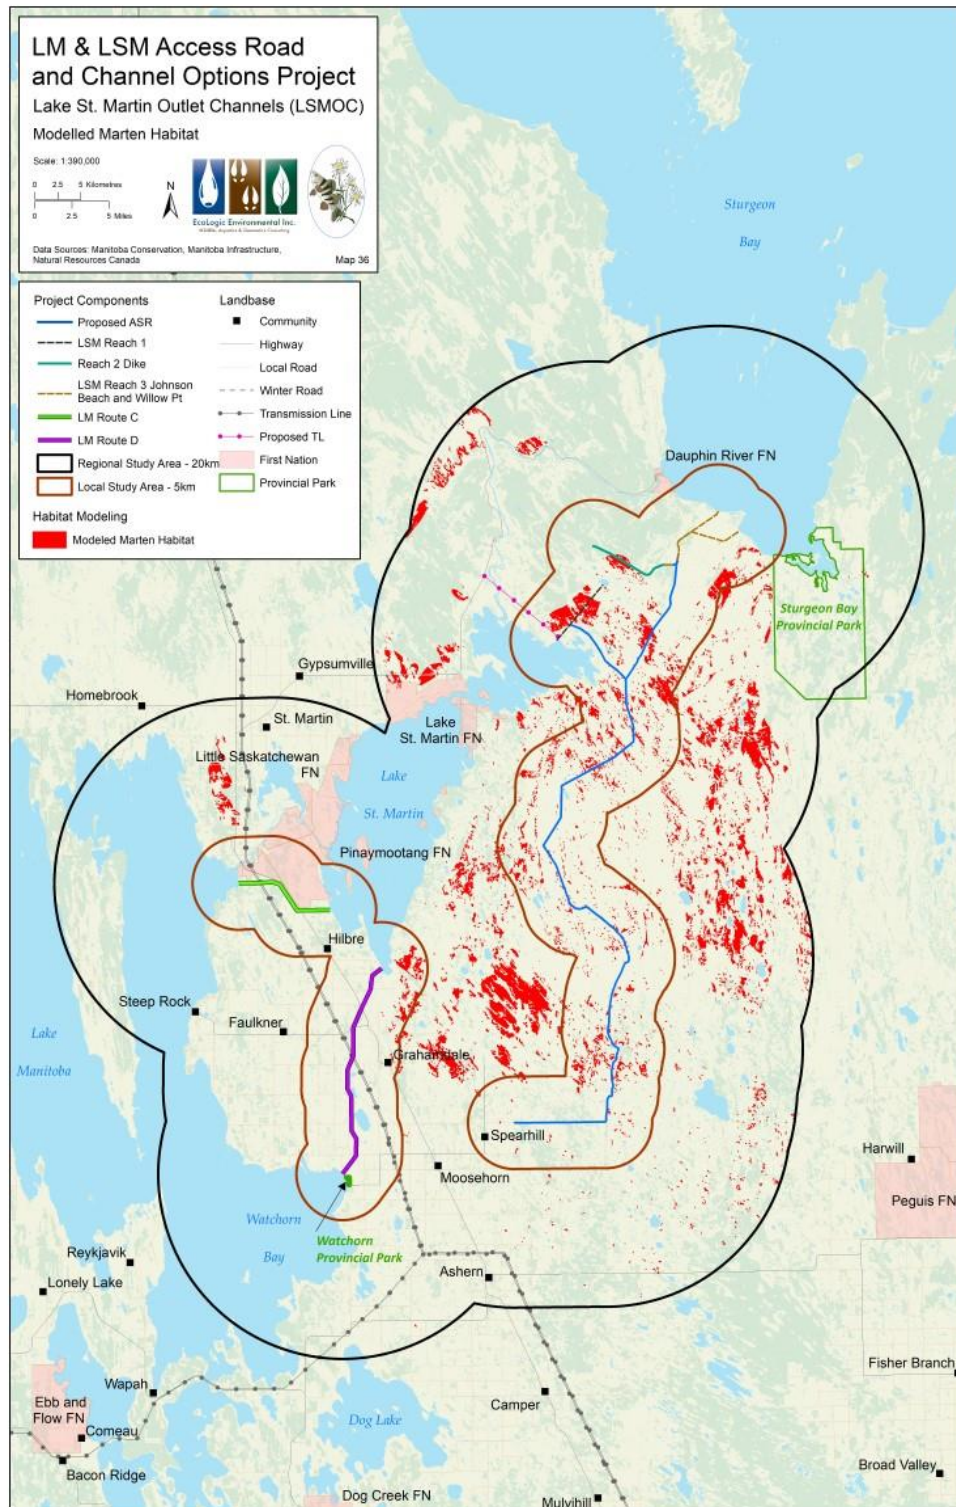 LM & LSM Access Road
and Channel Options Project
Lake St. Martin Outlet Channels (LSMOC)
Modelled Marten Habitat
Scale: 1:390,000
0 2.5 5 Kilometres
0 2.5 5 Miles
N
EcoLogic Environmental Inc.
Data Sources: Manitoba Conservation, Manitoba Infrastructure,
Natural Resources Canada
Map 36
Project Components
Proposed ASR
LSM Reach 1
Reach 2 Dike
LSM Reach 3 Johnson
Beach and Willow Pt
LM Route C
LM Route D
Regional Study Area - 20km
Local Study Area - 5km
Habitat Modeling
Modeled Marten Habitat
Landbase
Community
Highway
Local Road
Winter Road
Transmission Line
Proposed TL
First Nation
Provincial Park
Sturgeon
Bay
Dauphin River FN
Sturgeon Bay
Provincial Park
Gypsumville
Homebrook
St. Martin
Lake
St. Martin FN
Little Saskatchewan
FN
Lake
St. Martin
Pinaymootang FN
Hilbre
Steep Rock
Faulkner
Lake
Manitoba
Grahamdale
Spearhill
Moosehorn
Harwill
Peguis FN
Watchorn
Bay
Watchorn
Provincial Park
Reykjavik
Lonely Lake
Ashern
Fisher Branch
Wapah
Ebb and
Flow FN
Comeau
Bacon Ridge
Camper
Dog Lake
Broad Valley
Dog Creek FN
Mulvihill